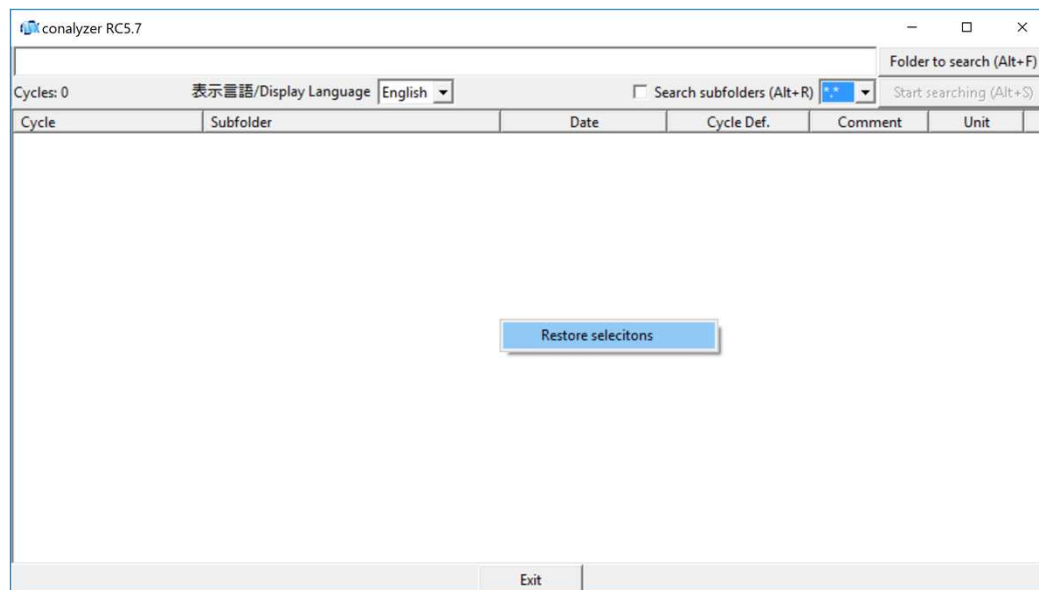 conalyzer RC5.7
Folder to search (Alt+F)
Cycles: 0 表示言語/Display Language English Search subfolders (Alt+R) *.* Start searching (Alt+S)
Cycle Subfolder Date Cycle Def. Comment Unit
Restore selecitons
Exit